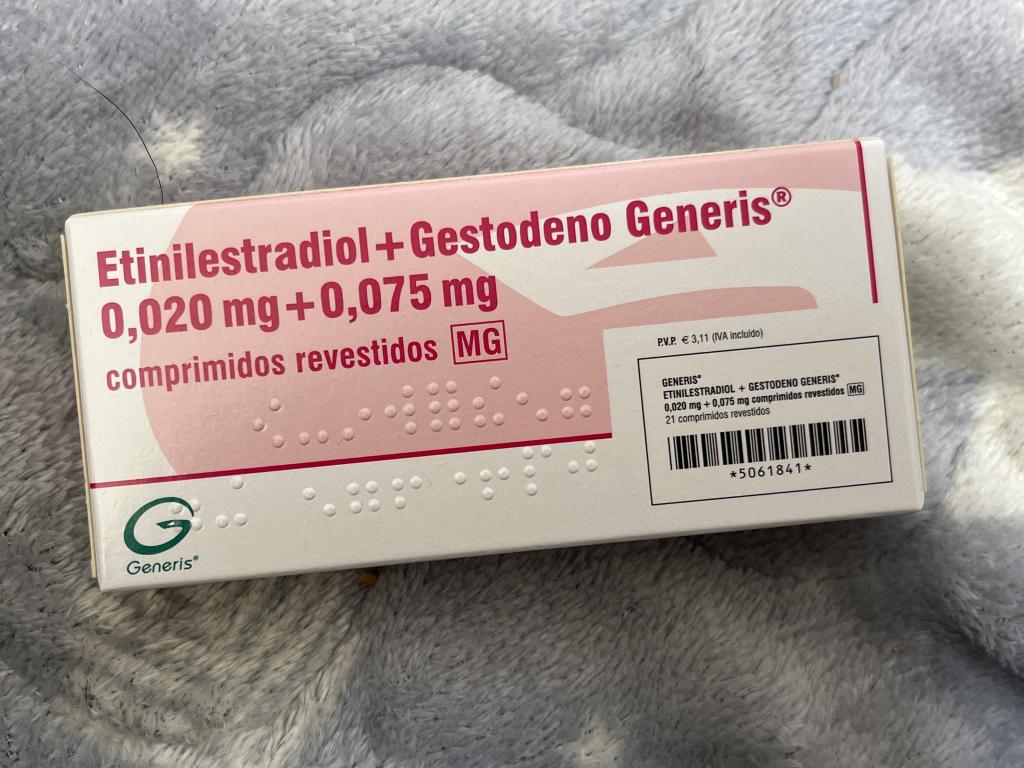 Etinilestradiol+Gestodeno Generis®
0,020 mg+0,075 mg
comprimidos revestidos MG
P.V.P. € 3,11 (IVA incluído)
GENERIS®
ETINILESTRADIOL + GESTODENO GENERIS®
0,020 mg + 0,075 mg comprimidos revestidos MG
21 comprimidos revestidos
*5061841*
Generis®